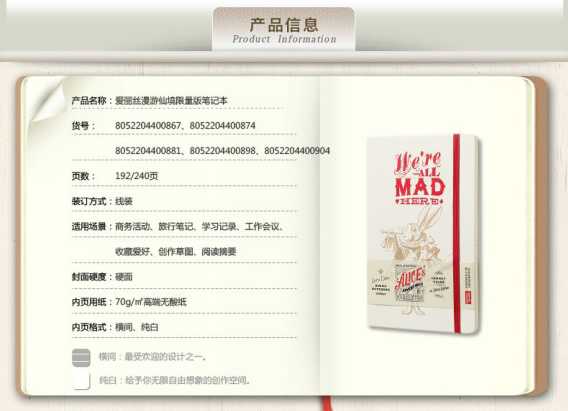 产品信息
Product Information
产品名称：爱丽丝漫游仙境限量版笔记本
货号： 8052204400867、8052204400874
8052204400881、8052204400898、8052204400904
页数： 192/240页
装订方式：线装
适用场景：商务活动、旅行笔记、学习记录、工作会议、
收藏爱好、创作草图、阅读摘要
封面硬度：硬面
内页用纸：70g/㎡高端无酸纸
内页格式：横间、纯白
横间：最受欢迎的设计之一。
纯白：给予你无限自由想象的创作空间。
We're
ALL
MAD
HERE
ALICE'S